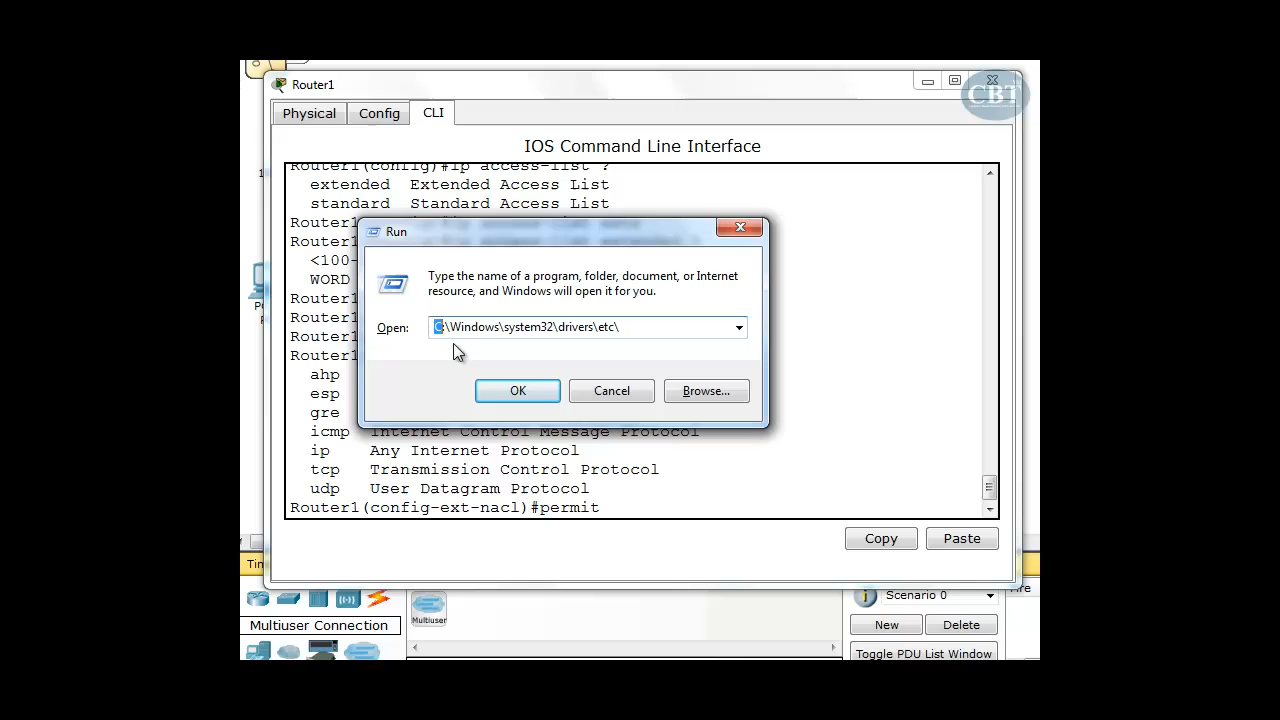 Router1
CBT
Physical
Config
CLI
IOS Command Line Interface
Router1(config)#ip access-list ?
extended Extended Access List
standard Standard Access List
Router1
Router1
<100-
WORD
Router1
Router1
Router1
Router1
ahp
esp
gre
icmp Internet Control Message Protocol
ip Any Internet Protocol
tcp Transmission Control Protocol
udp User Datagram Protocol
Router1(config-ext-nacl)#permit
Run
Type the name of a program, folder, document, or Internet
resource, and Windows will open it for you.
Open: C:\Windows\system32\drivers\etc\
OK
Cancel
Browse...
Copy
Paste
Multiuser Connection
Multiuser
Scenario 0
New
Delete
Toggle PDU List Window